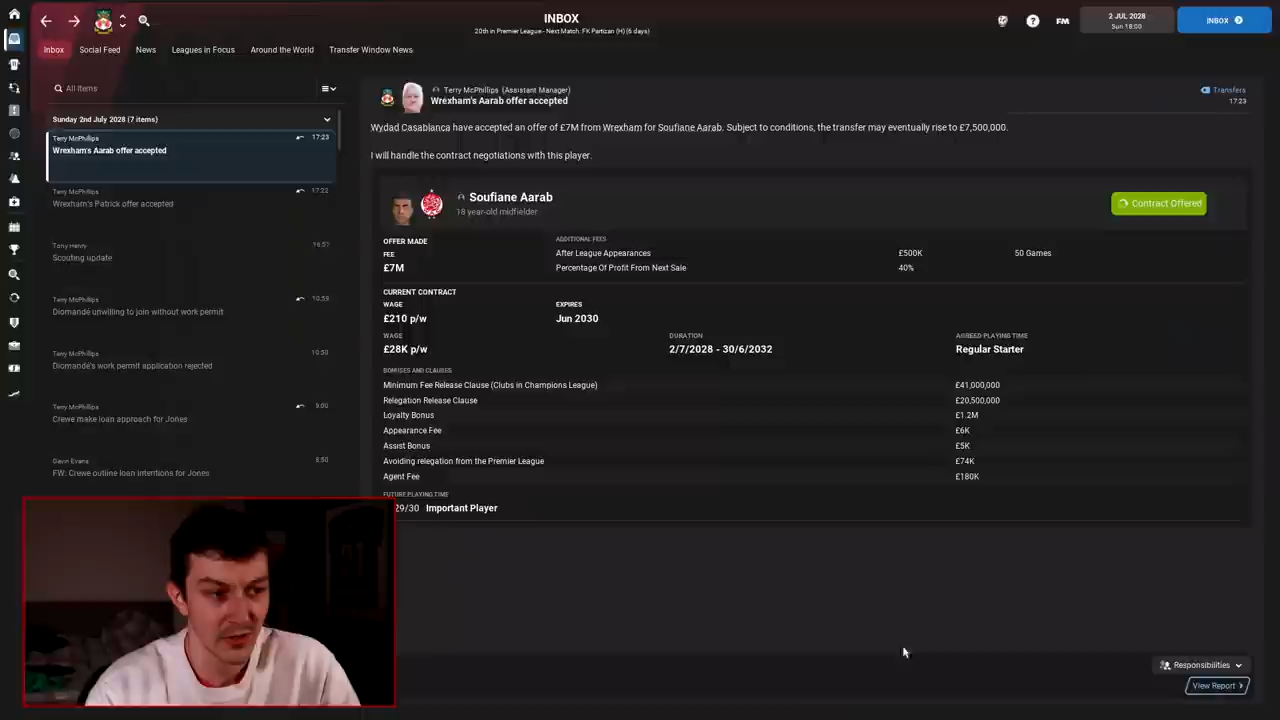 INBOX
20th in Premier League - Next Match: FK Partizan (H) (6 days)
FM
2 JUL 2028
Sun 18:00
INBOX
Inbox
Social Feed
News
Leagues in Focus
Around the World
Transfer Window News
All Items
Sunday 2nd July 2028 (7 items)
Terry McPhillips
17:23
Wrexham's Aarab offer accepted
Terry McPhillips
17:22
Wrexham's Patrick offer accepted
Tony Henry
Scouting update
Terry McPhillips
10:59
Diomandé unwilling to join without work permit
Terry McPhillips
10:50
Diomandé's work permit application rejected
Terry McPhillips
9:00
Crewe make loan approach for Jones
Gavin Evans
8:50
FW: Crewe outline loan intentions for Jones
Terry McPhillips (Assistant Manager)
Wrexham's Aarab offer accepted
Transfers
17:23
Wydad Casablanca have accepted an offer of £7M from Wrexham for Soufiane Aarab. Subject to conditions, the transfer may eventually rise to £7,500,000.
I will handle the contract negotiations with this player.
Soufiane Aarab
18 year-old midfielder
Contract Offered
OFFER MADE
FEE
£7M
ADDITIONAL FEES
After League Appearances £500K 50 Games
Percentage Of Profit From Next Sale 40%
CURRENT CONTRACT
WAGE EXPIRES
£210 p/w Jun 2030
WAGE DURATION AGREED PLAYING TIME
£28K p/w 2/7/2028 - 30/6/2032 Regular Starter
BONUSES AND CLAUSES
Minimum Fee Release Clause (Clubs in Champions League) £41,000,000
Relegation Release Clause £20,500,000
Loyalty Bonus £1.2M
Appearance Fee £6K
Assist Bonus £5K
Avoiding relegation from the Premier League £74K
Agent Fee £180K
FUTURE PLAYING TIME
29/30 Important Player
Responsibilities
View Report